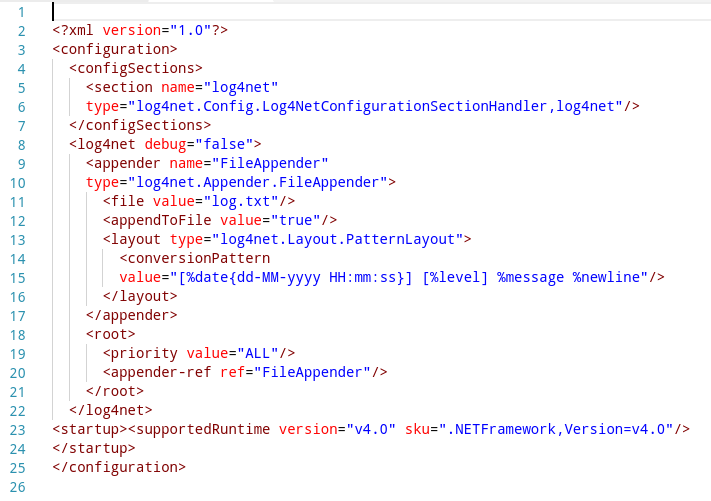 1
2 <?xml version="1.0"?>
3 <configuration>
4 <configSections>
5 <section name="log4net"
6 type="log4net.Config.Log4NetConfigurationSectionHandler,log4net"/>
7 </configSections>
8 <log4net debug="false">
9 <appender name="FileAppender"
10 type="log4net.Appender.FileAppender">
11 <file value="log.txt"/>
12 <appendToFile value="true"/>
13 <layout type="log4net.Layout.PatternLayout">
14 <conversionPattern
15 value="[%date{dd-MM-yyyy HH:mm:ss}] [%level] %message %newline"/>
16 </layout>
17 </appender>
18 <root>
19 <priority value="ALL"/>
20 <appender-ref ref="FileAppender"/>
21 </root>
22 </log4net>
23 <startup><supportedRuntime version="v4.0" sku=".NETFramework,Version=v4.0"/>
24 </startup>
25 </configuration>
26